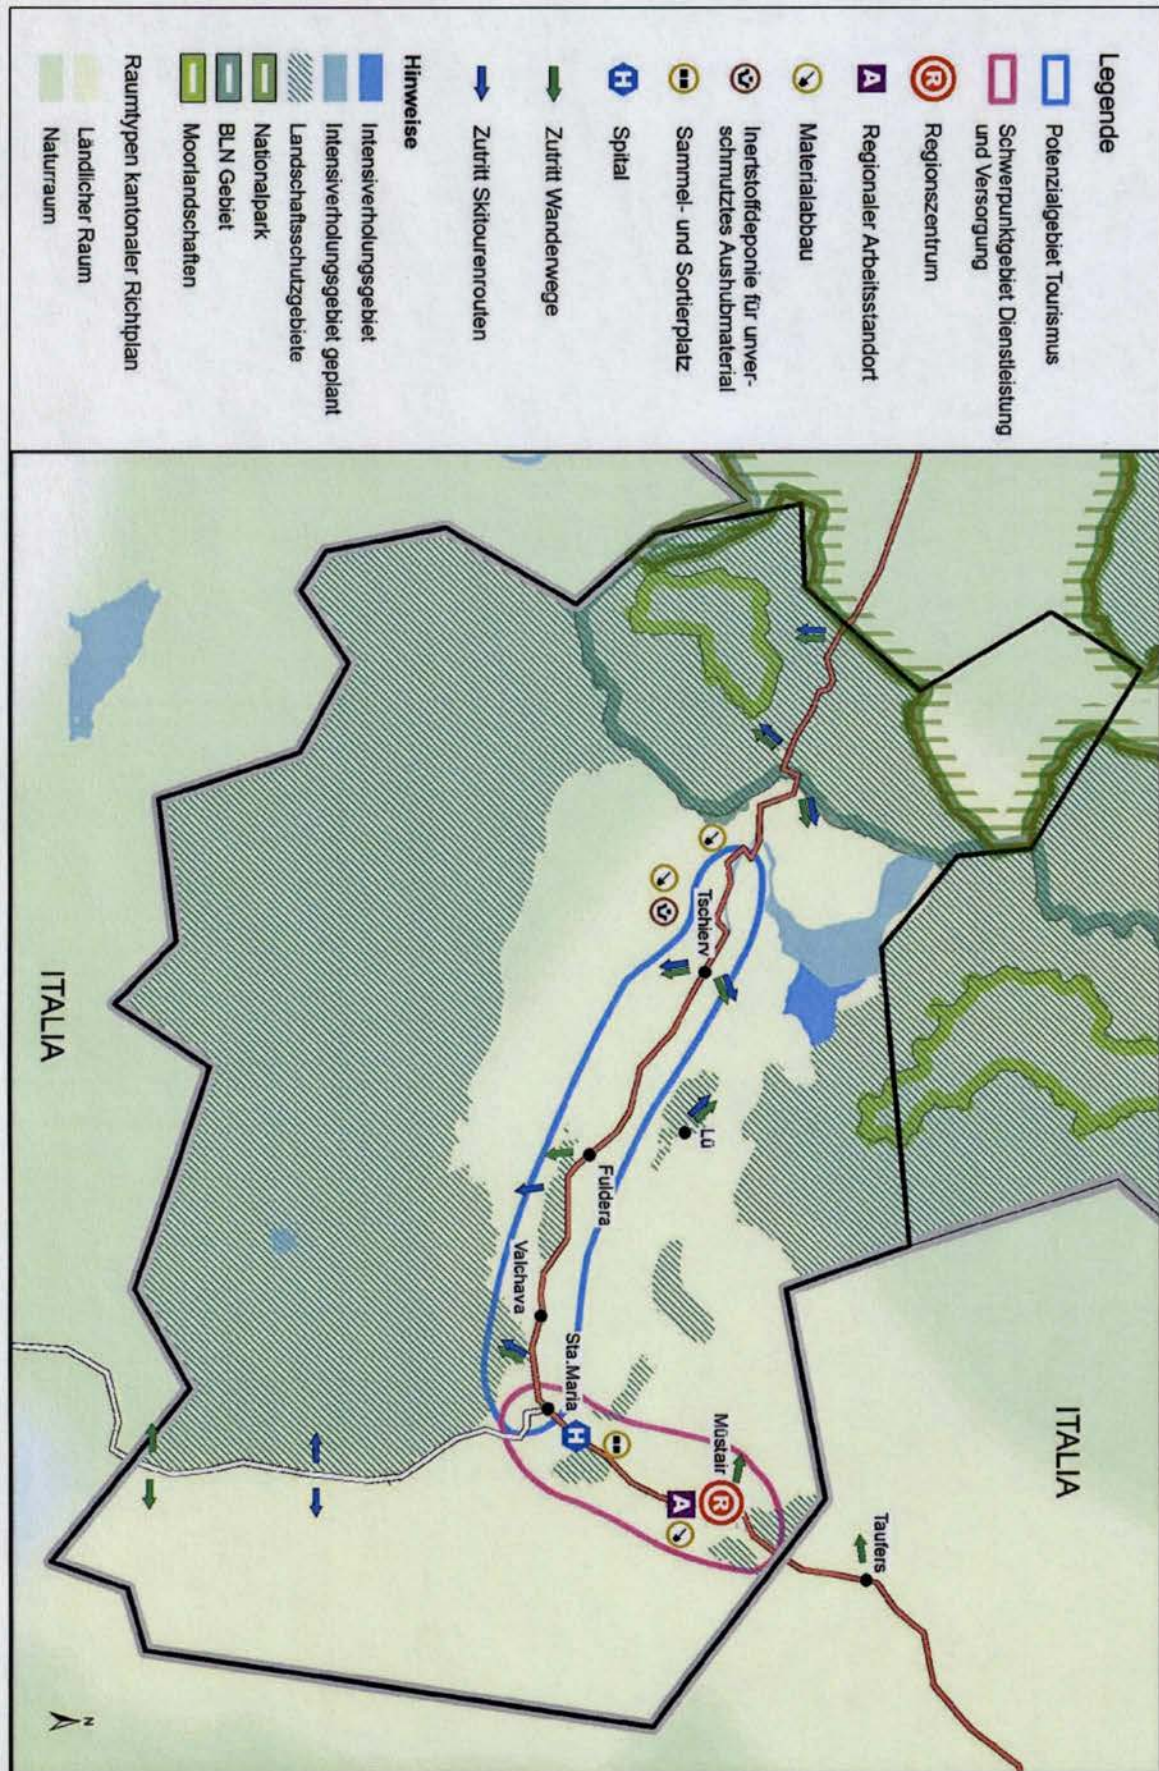 Legende
Potenzialgebiet Tourismus
Schwerpunktgebiet Dienstleistung
und Versorgung
R
Regionszentrum
A
Regionaler Arbeitsstandort
Materialabbau
Inertstoffdeponie für unver-
schmutztes Aushubmaterial
Sammel- und Sortierplatz
H
Spital
Zutritt Wanderwege
Zutritt Skitourenrouten
Hinweise
Intensiverholungsgebiet
Intensiverholungsgebiet geplant
Landschaftsschutzgebiete
Nationalpark
BLN Gebiet
Moorlandschaften
Raumtypen kantonaler Richtplan
Ländlicher Raum
Naturraum
ITALIA
Taufers
Müstair
R
A
Lü
Tschierv
Fuldera
Sta.Maria
H
Valchava
ITALIA
N